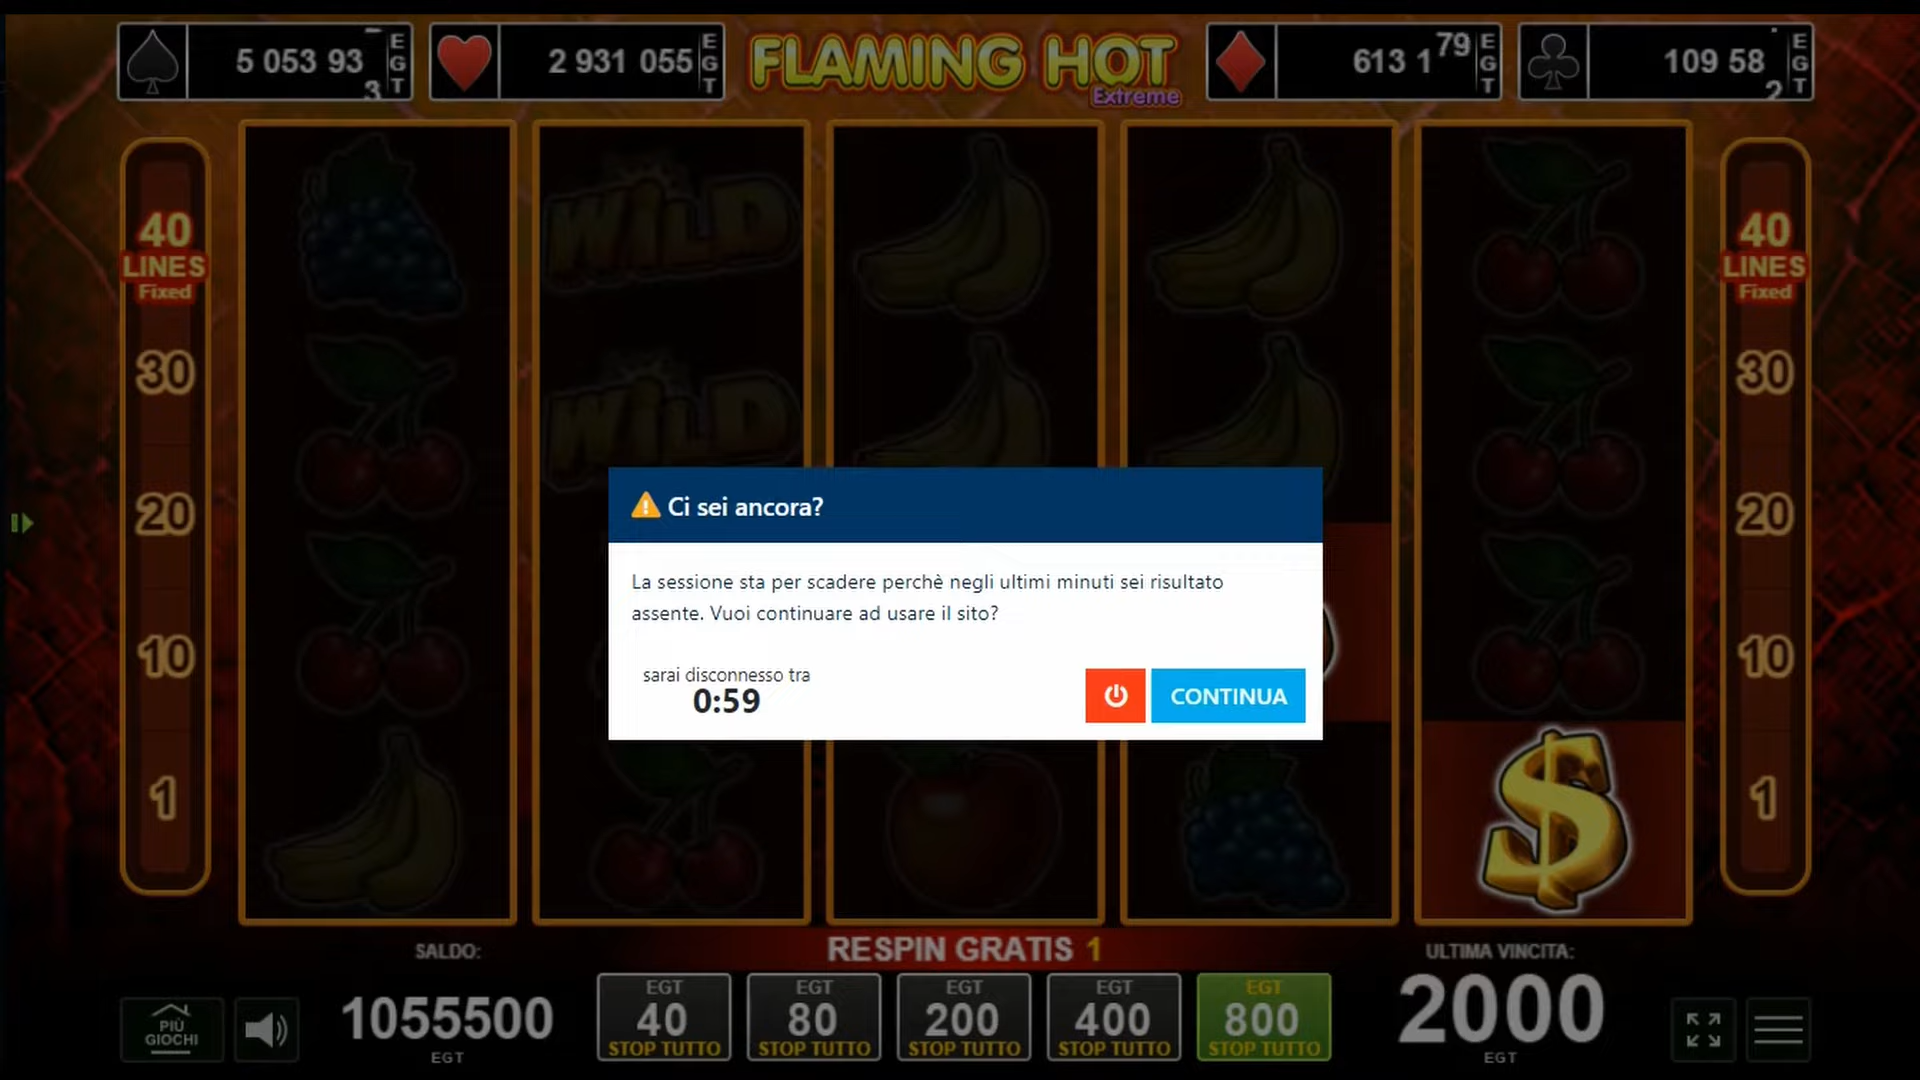 5 053 93 EGT
2 931 055 EGT
FLAMING HOT
Extreme
613 179 EGT
109 58 EGT
40
LINES
Fixed
30
20
10
1
WILD
WILD
40
LINES
Fixed
30
20
10
1
Ci sei ancora?
La sessione sta per scadere perchè negli ultimi minuti sei risultato
assente. Vuoi continuare ad usare il sito?
sarai disconnesso tra
0:59
CONTINUA
SALDO:
RESPIN GRATIS 1
ULTIMA VINCITA:
PIÙ
GIOCHI
1055500
EGT
EGT
40
STOP TUTTO
EGT
80
STOP TUTTO
EGT
200
STOP TUTTO
EGT
400
STOP TUTTO
EGT
800
STOP TUTTO
2000
EGT